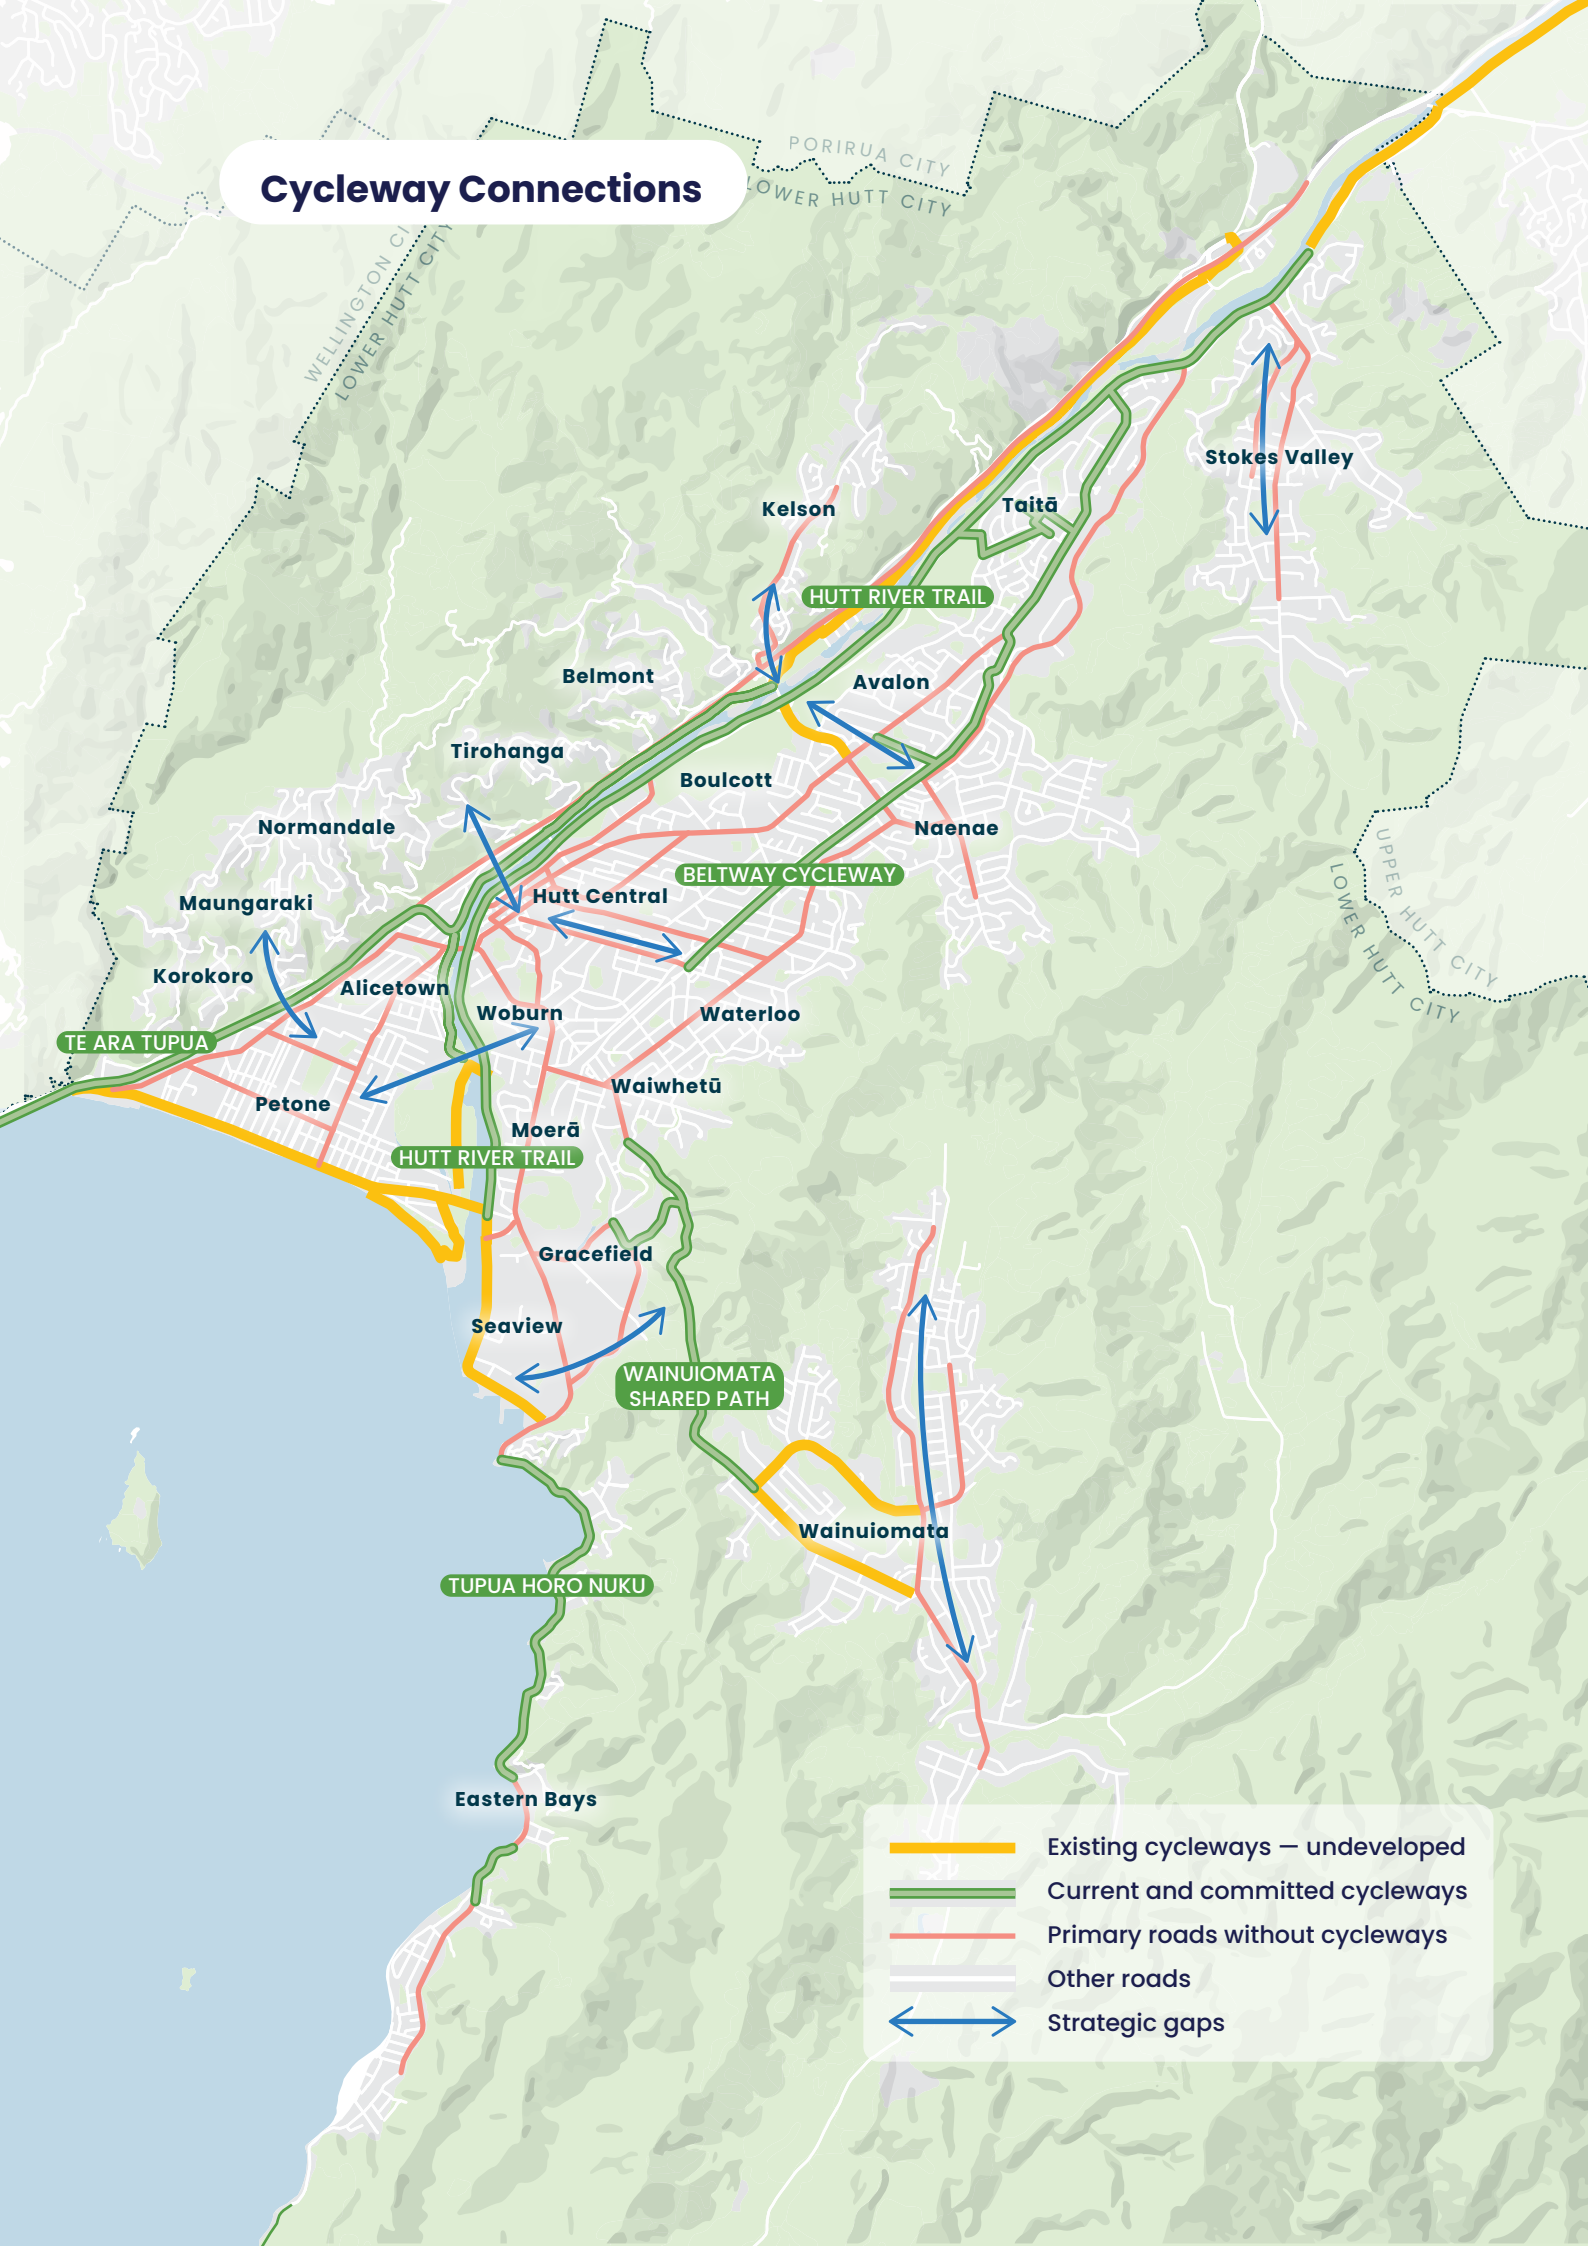 PORIRUA CITY
LOWER HUTT CITY
Cycleway Connections
WELLINGTON CI
LOWER HUTT CITY
Stokes Valley
Kelson
Taitā
HUTT RIVER TRAIL
Belmont
Avalon
Tirohanga
Boulcott
Normandale
Naenae
BELTWAY CYCLEWAY
Hutt Central
Maungaraki
UPPER HUTT CITY
LOWER HUTT CITY
Korokoro
Alicetown
Woburn
Waterloo
TE ARA TUPUA
Waiwhetū
Petone
Moerā
HUTT RIVER TRAIL
Gracefield
Seaview
WAINUIOMATA
SHARED PATH
Wainuiomata
TUPUA HORO NUKU
Eastern Bays
Existing cycleways — undeveloped
Current and committed cycleways
Primary roads without cycleways
Other roads
Strategic gaps